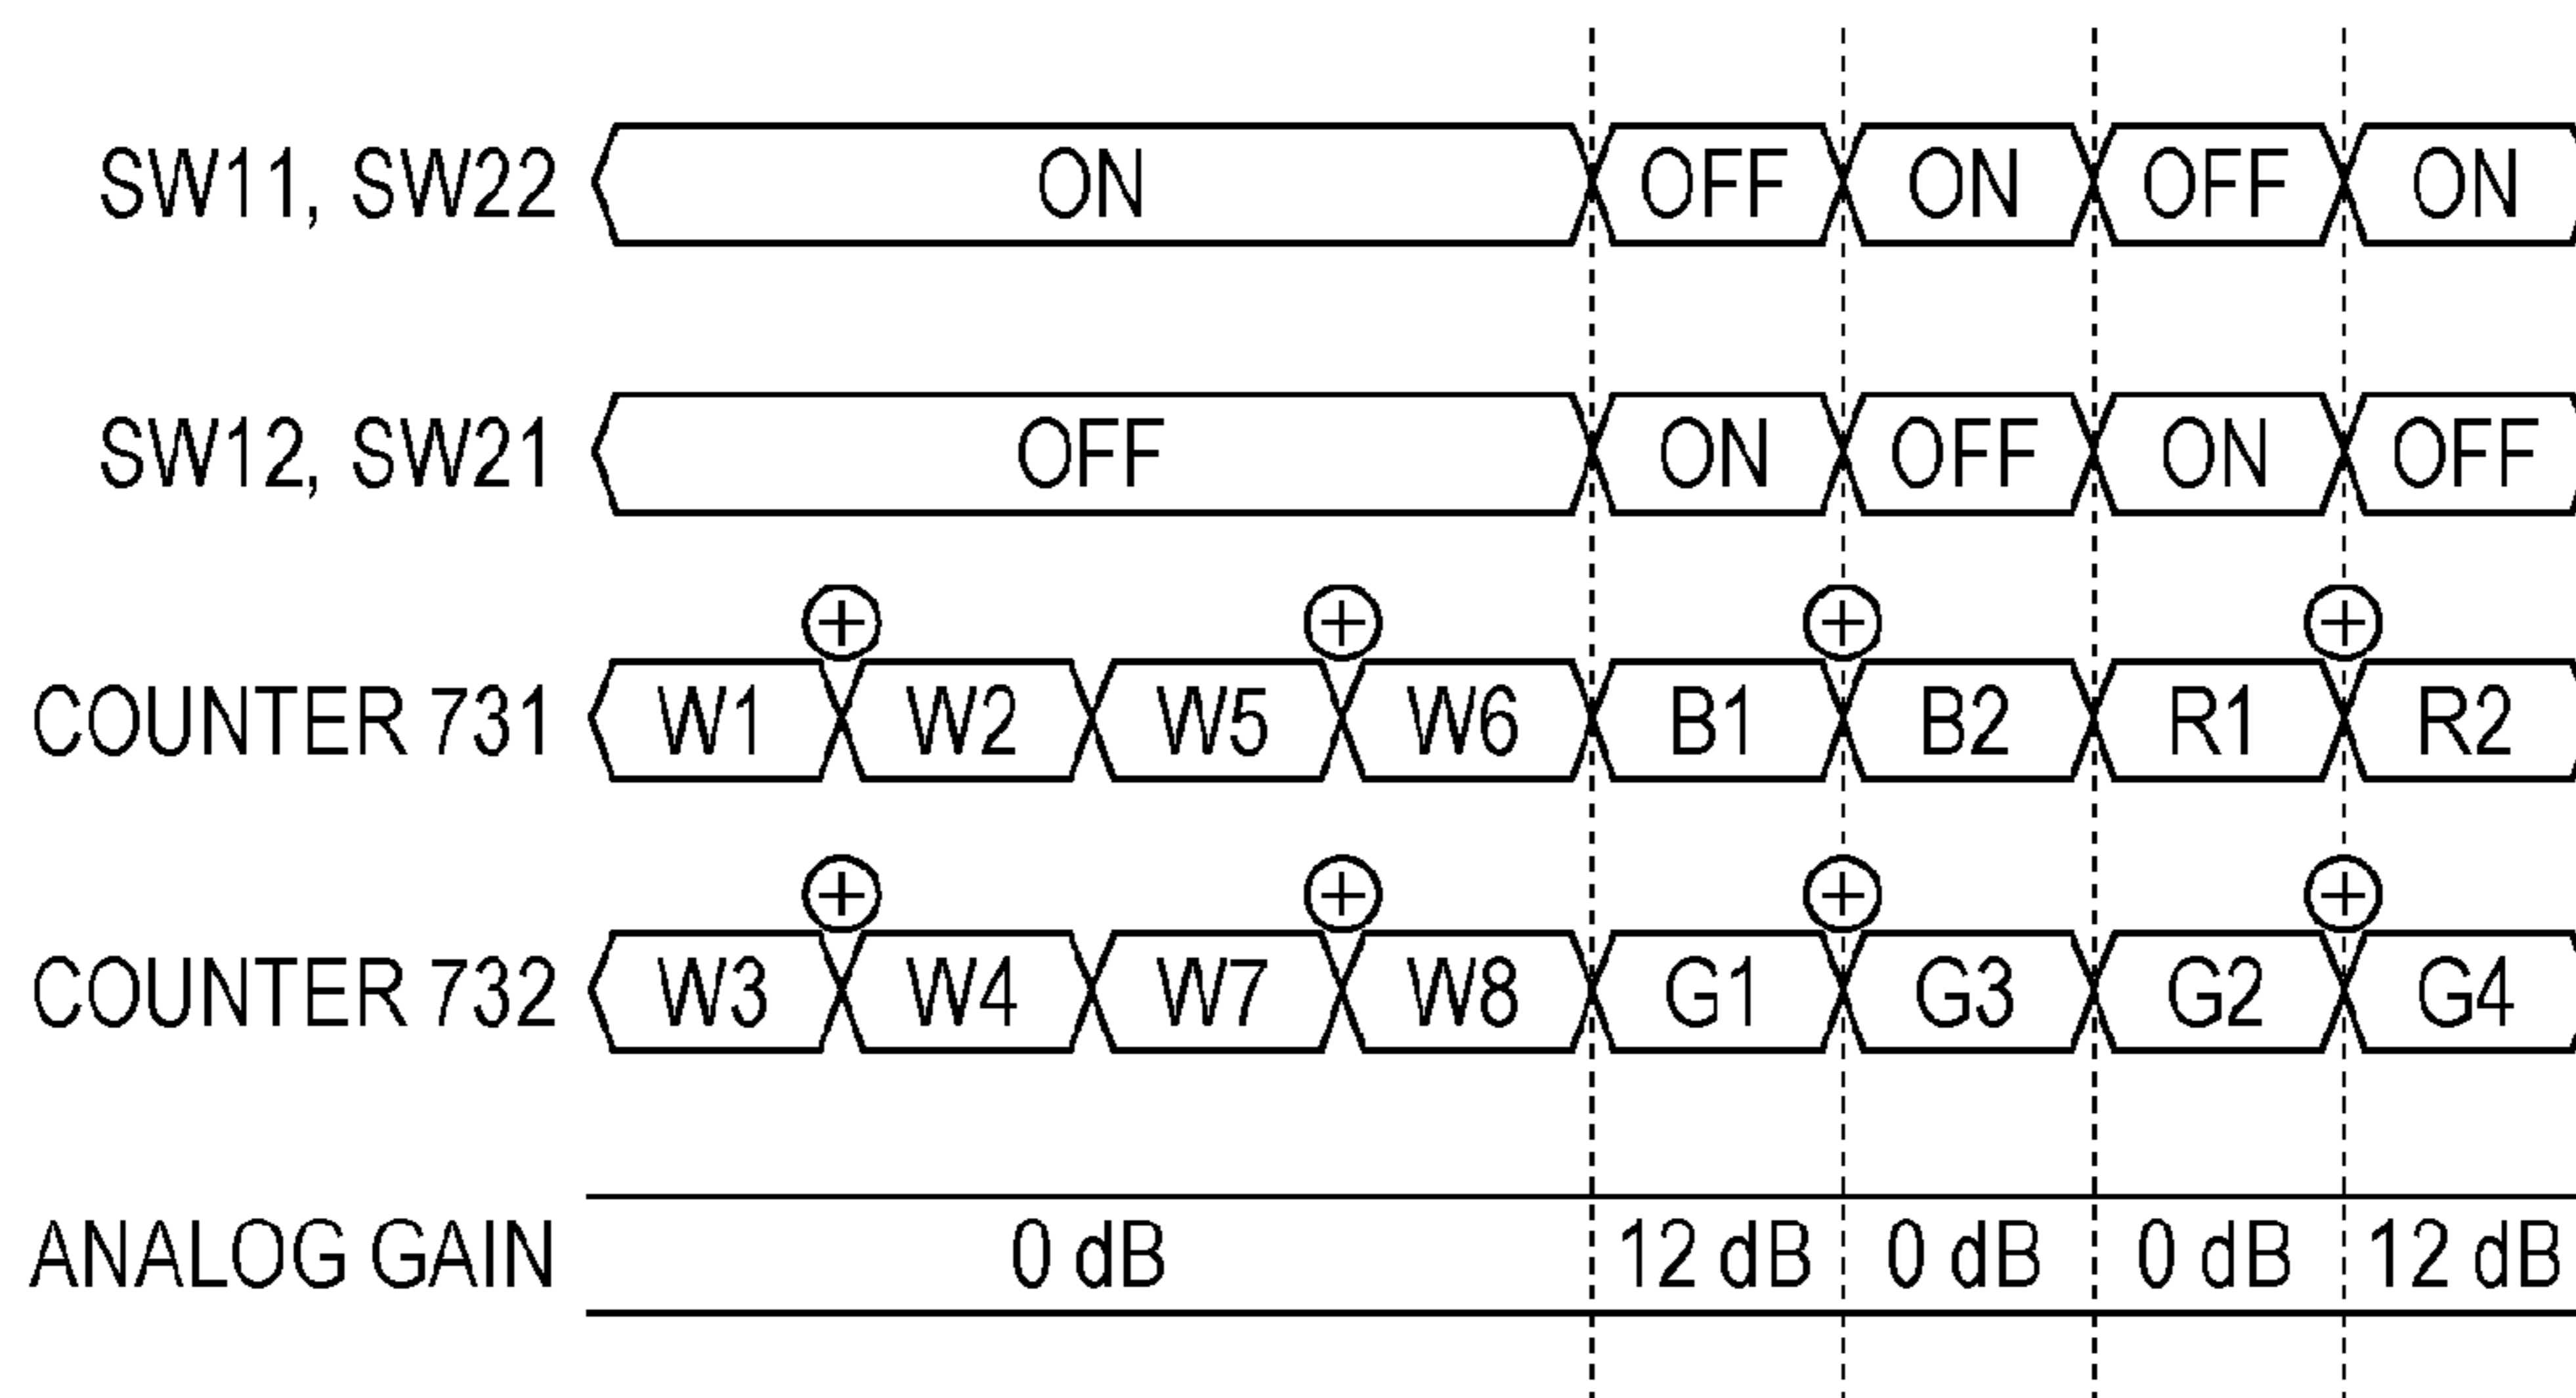 SW11, SW22 ON OFF ON OFF ON
SW12, SW21 OFF ON OFF ON OFF
COUNTER 731 W1 W2 W5 W6 B1 B2 R1 R2
COUNTER 732 W3 W4 W7 W8 G1 G3 G2 G4
ANALOG GAIN 0 dB 12 dB 0 dB 0 dB 12 dB